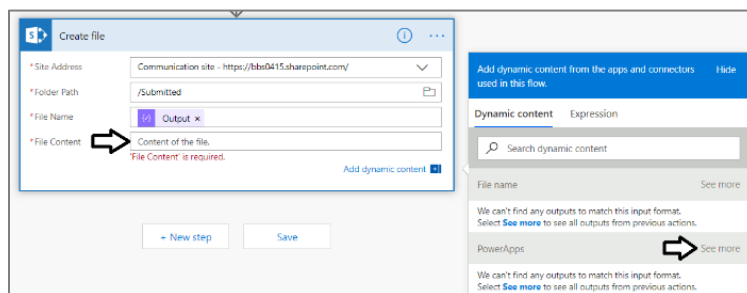 Create file
*Site Address
Communication site - https://bbs0415.sharepoint.com/
*Folder Path
/Submitted
*File Name
Output ×
*File Content
Content of the file.
'File Content' is required.
Add dynamic content
+ New step
Save
Add dynamic content from the apps and connectors used in this flow.
Hide
Dynamic content
Expression
Search dynamic content
File name
See more
We can't find any outputs to match this input format.
Select See more to see all outputs from previous actions.
PowerApps
See more
We can't find any outputs to match this input format.
Select See more to see all outputs from previous actions.